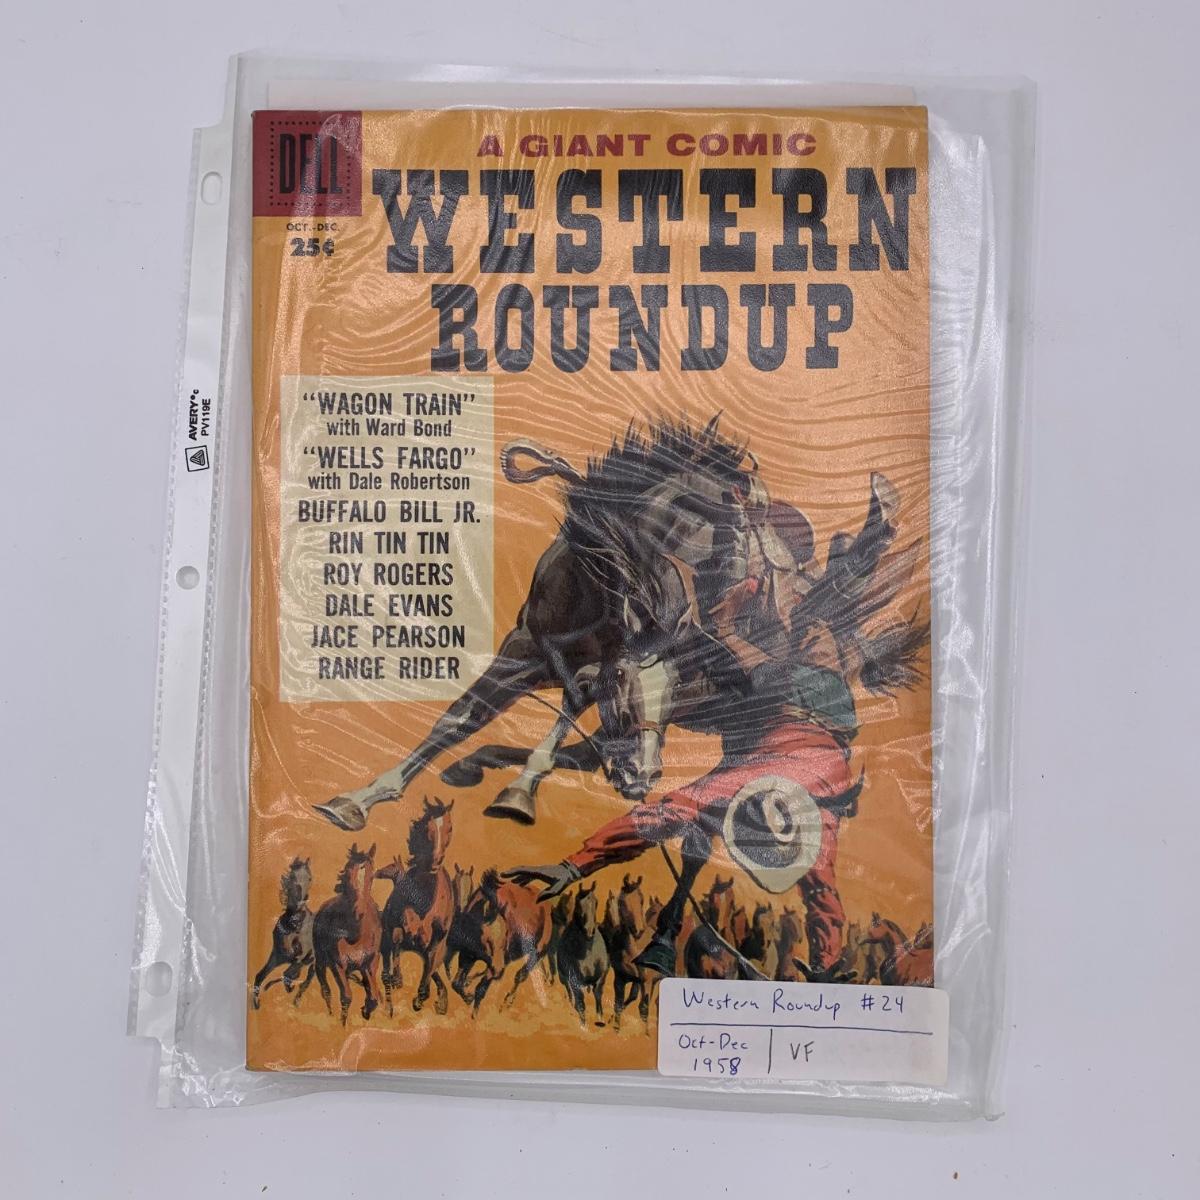 DELL
OCT.-DEC.
25¢
A GIANT COMIC
WESTERN
ROUNDUP
"WAGON TRAIN"
with Ward Bond
"WELLS FARGO"
with Dale Robertson
BUFFALO BILL JR.
RIN TIN TIN
ROY ROGERS
DALE EVANS
JACE PEARSON
RANGE RIDER
AVERY®c
PV119E
Western Roundup #24
Oct-Dec
1958
VF